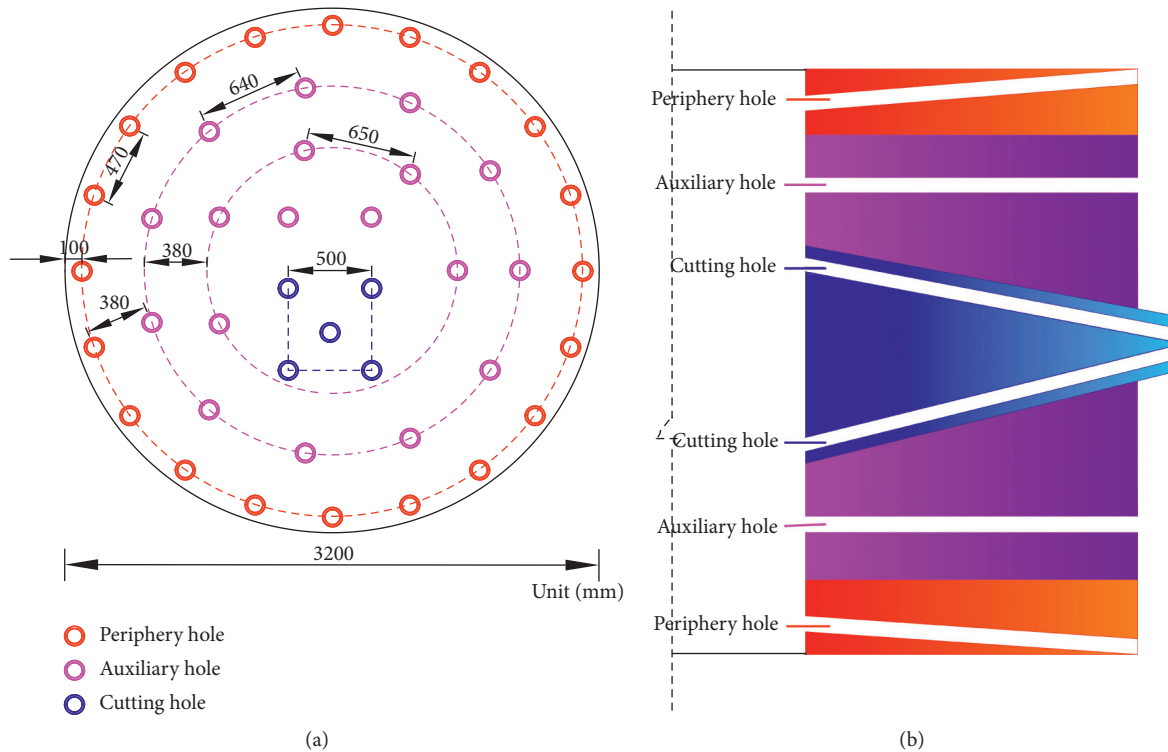 640
650
470
100
380
500
380
3200
Unit (mm)
Periphery hole
Auxiliary hole
Cutting hole
(a)
Periphery hole
Auxiliary hole
Cutting hole
Cutting hole
Auxiliary hole
Periphery hole
(b)